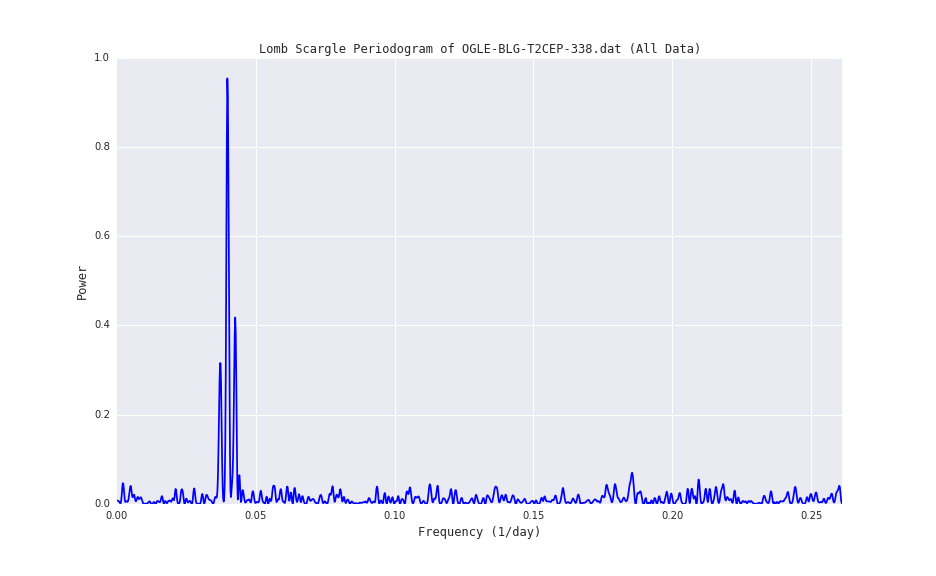 Lomb Scargle Periodogram of OGLE-BLG-T2CEP-338.dat (All Data)
1.0
0.8
0.6
0.4
0.2
0.0
Power
0.00 0.05 0.10 0.15 0.20 0.25
Frequency (1/day)